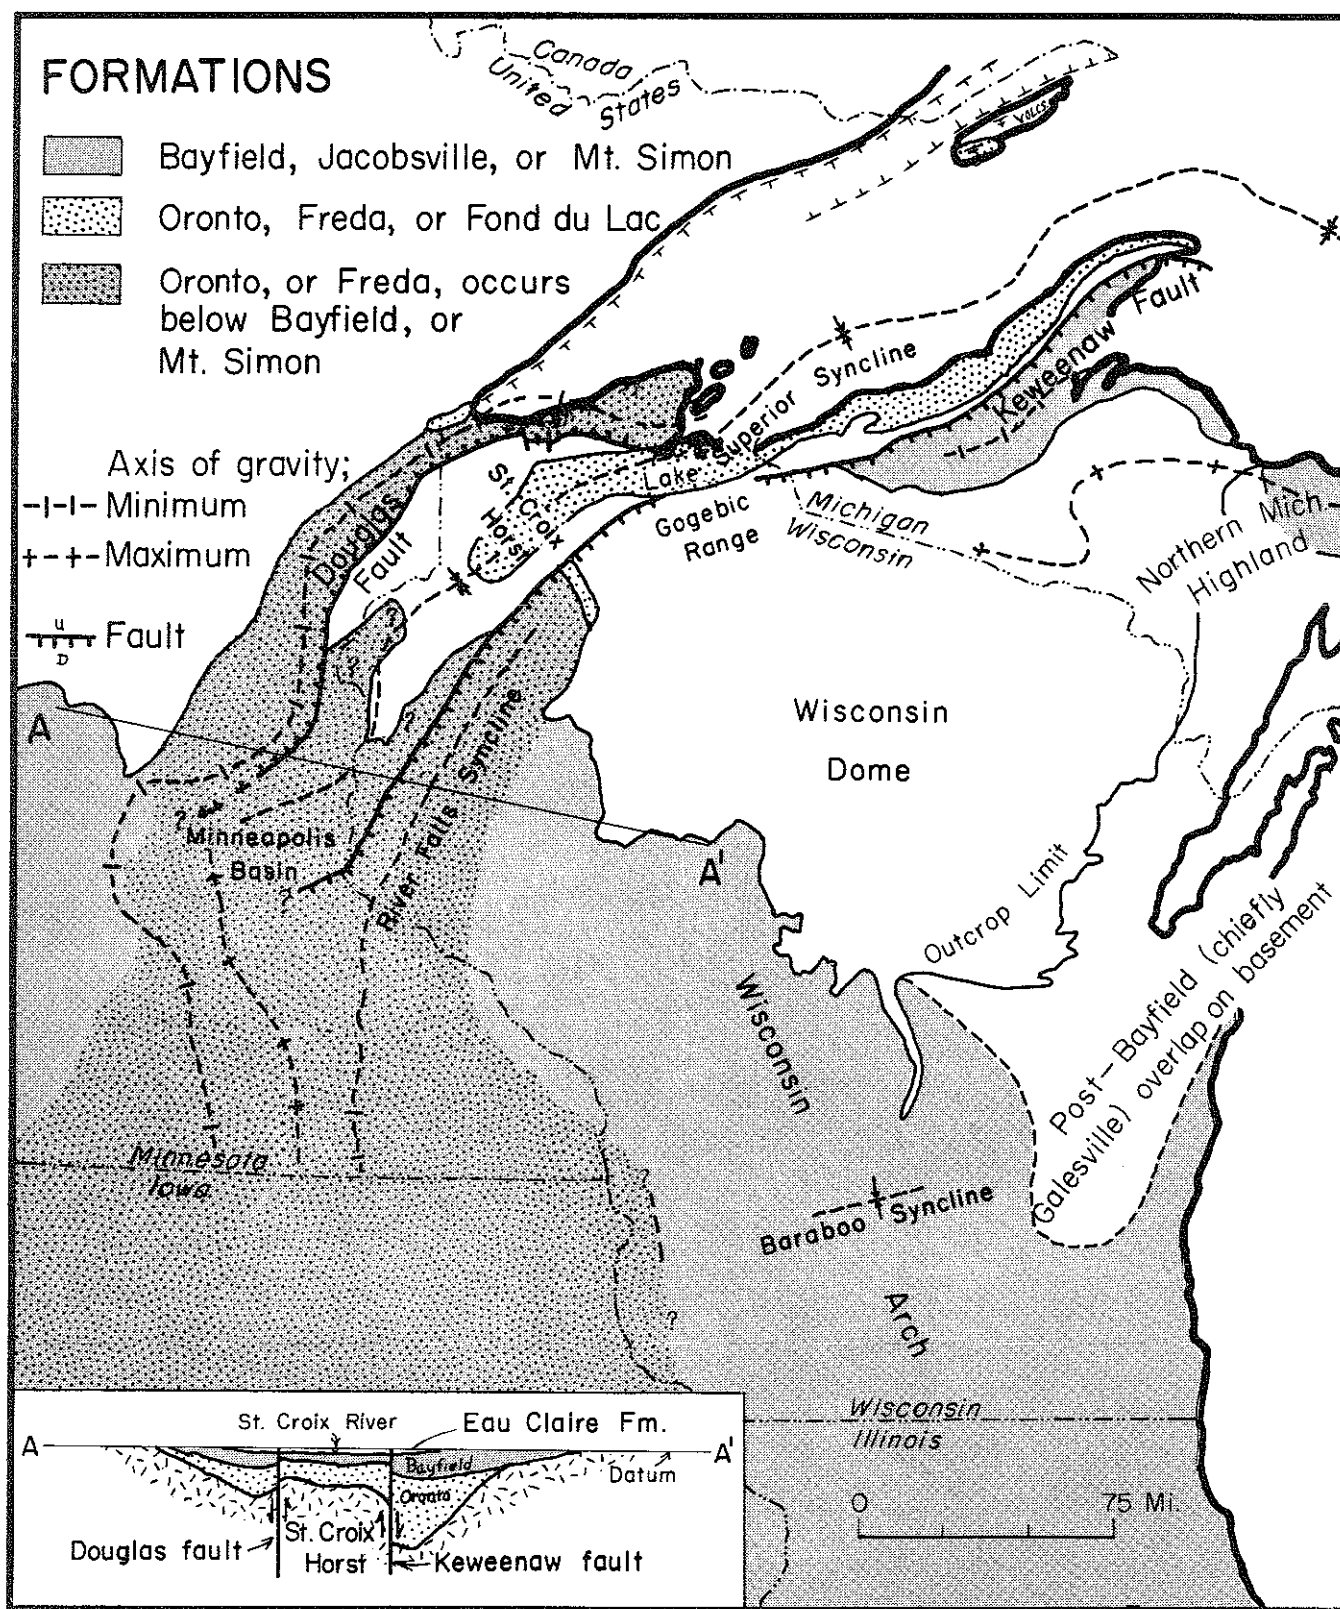 FORMATIONS
Bayfield, Jacobsville, or Mt. Simon
Oronto, Freda, or Fond du Lac
Oronto, or Freda, occurs
below Bayfield, or
Mt. Simon
Axis of gravity;
-I-I- Minimum
+-+- Maximum
U
Fault
D
Canada
United States
VOLCS.
Superior Syncline
Lake
Keweenaw Fault
St. Croix
Horst
Gogebic
Range
Michigan
Wisconsin
Northern Mich.
Highland
Douglas
Fault
?
?
?
A
River Falls Syncline
Wisconsin
Dome
?
Minneapolis
Basin
?
A'
Outcrop Limit
Post-Bayfield (chiefly
Galesville) overlap on basement
Wisconsin
Arch
Minnesota
Iowa
?
?
Baraboo Syncline
Wisconsin
Illinois
0 75 Mi.
St. Croix River
Eau Claire Fm.
A
A'
Bayfield
Datum
Oronto
St. Croix
Horst
Douglas fault
Keweenaw fault